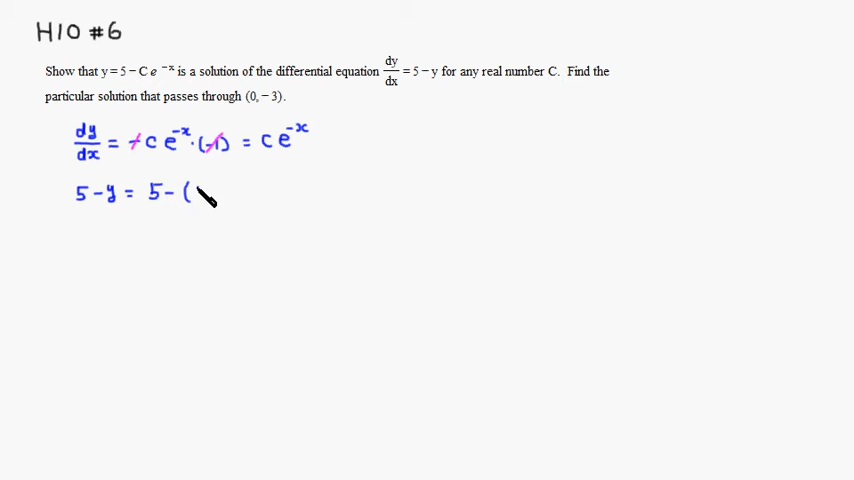 H10 #6
Show that y = 5 − C e^−x is a solution of the differential equation dy/dx = 5 − y for any real number C. Find the
particular solution that passes through (0, − 3).
dy/dx = -c e^-x · (-1) = c e^-x
5 - y = 5 - (